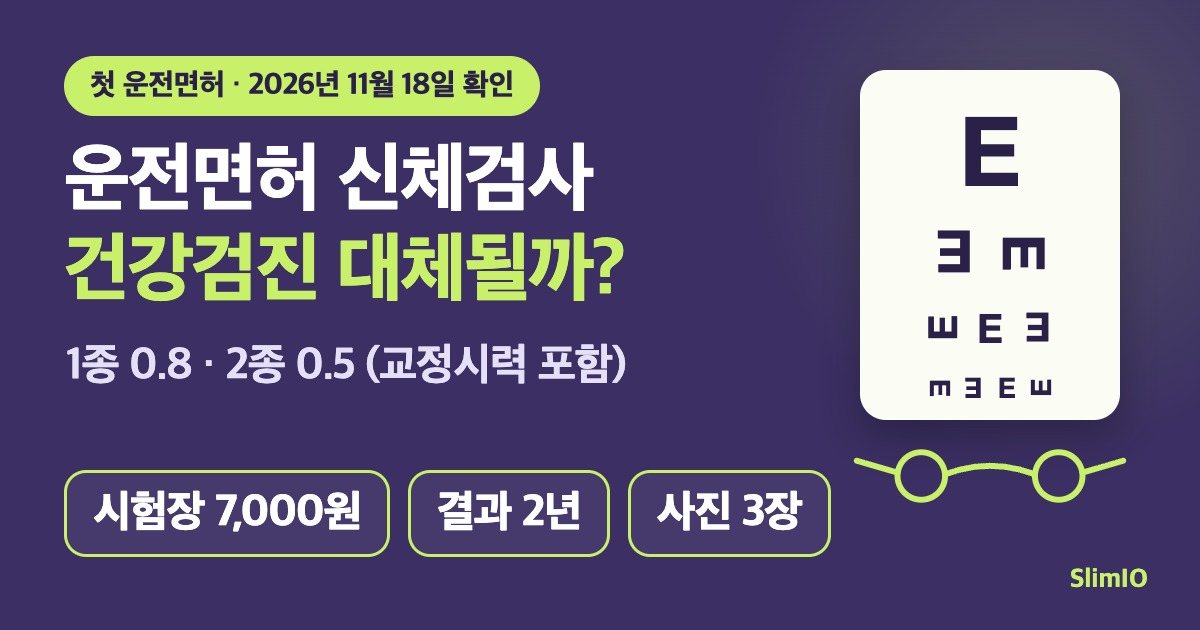 첫 운전면허 · 2026년 11월 18일 확인
운전면허 신체검사
건강검진 대체될까?
1종 0.8 · 2종 0.5 (교정시력 포함)
시험장 7,000원
결과 2년
사진 3장
E
E E
E E E
E E E E
SlimIO